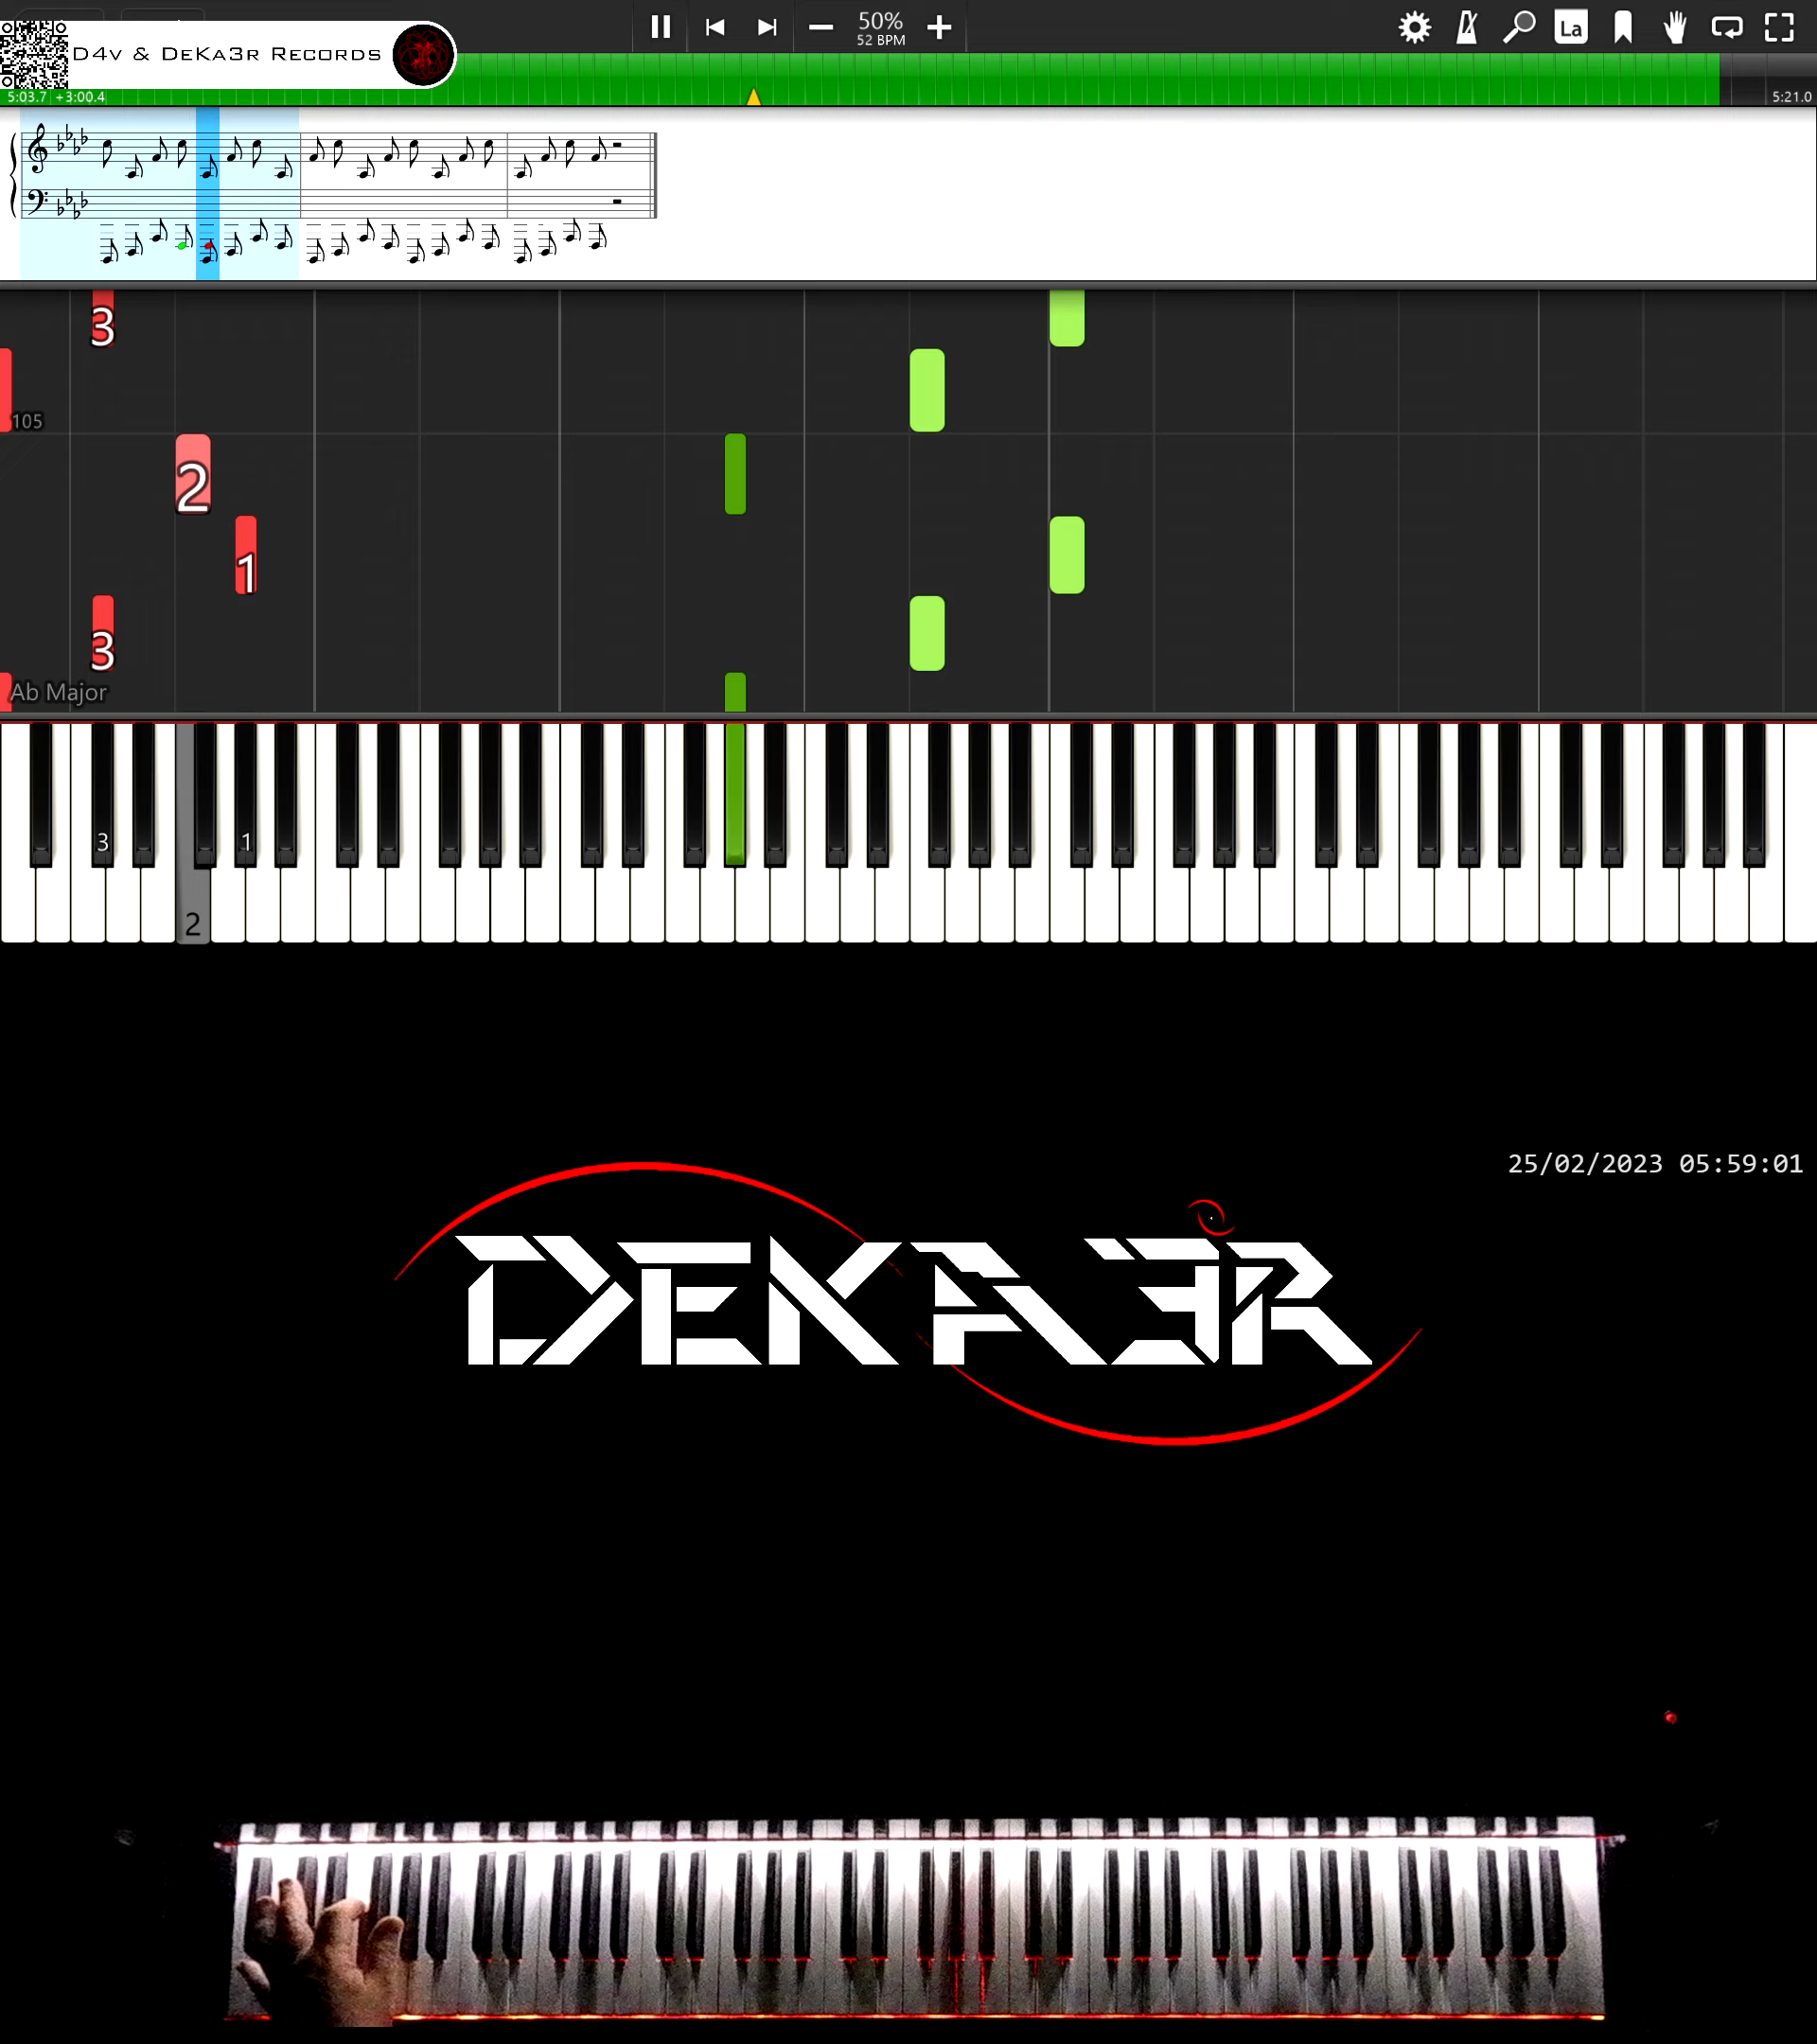 50%
52 BPM
La
D4v & DeKa3r Records
5:03.7 +3:00.4
5:21.0
3
105
2
1
3
Ab Major
3
1
2
25/02/2023 05:59:01
DEKA3R